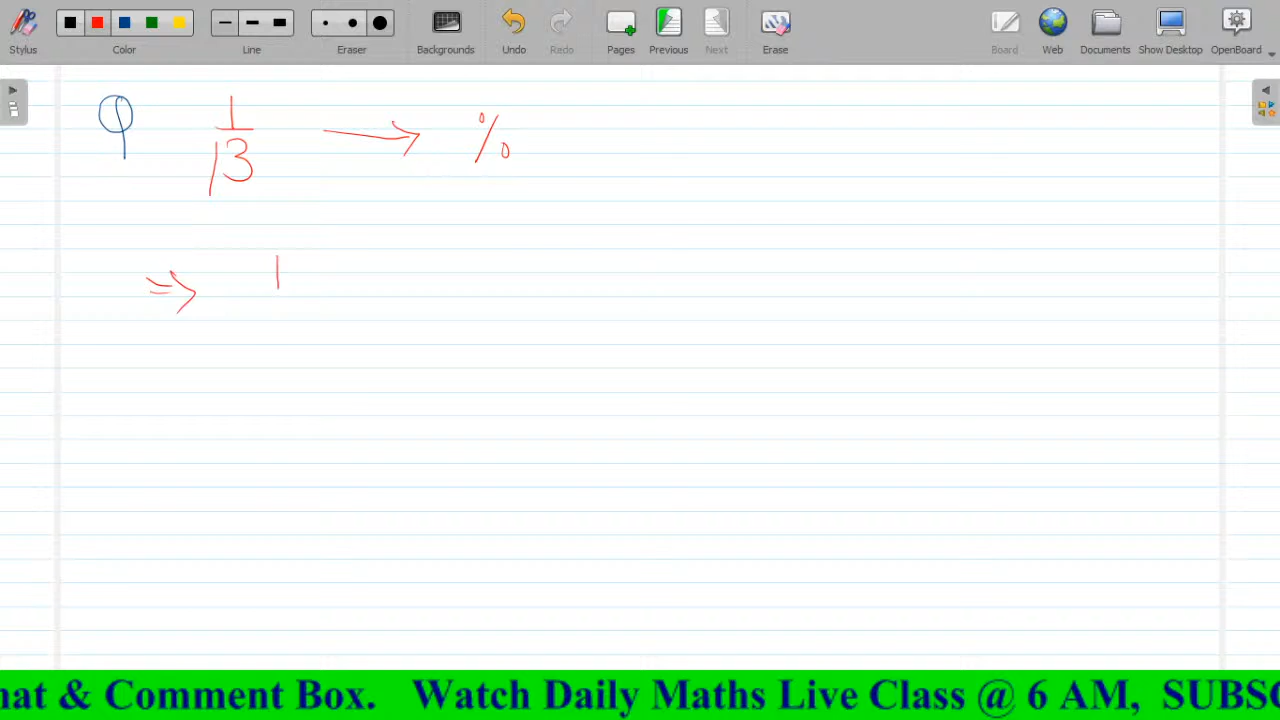 Stylus Color Line Eraser Backgrounds Undo Redo Pages Previous Next Erase Board Web Documents Show Desktop OpenBoard
Q 1/13 → %
⇒ 1
hat & Comment Box. Watch Daily Maths Live Class @ 6 AM, SUBSC